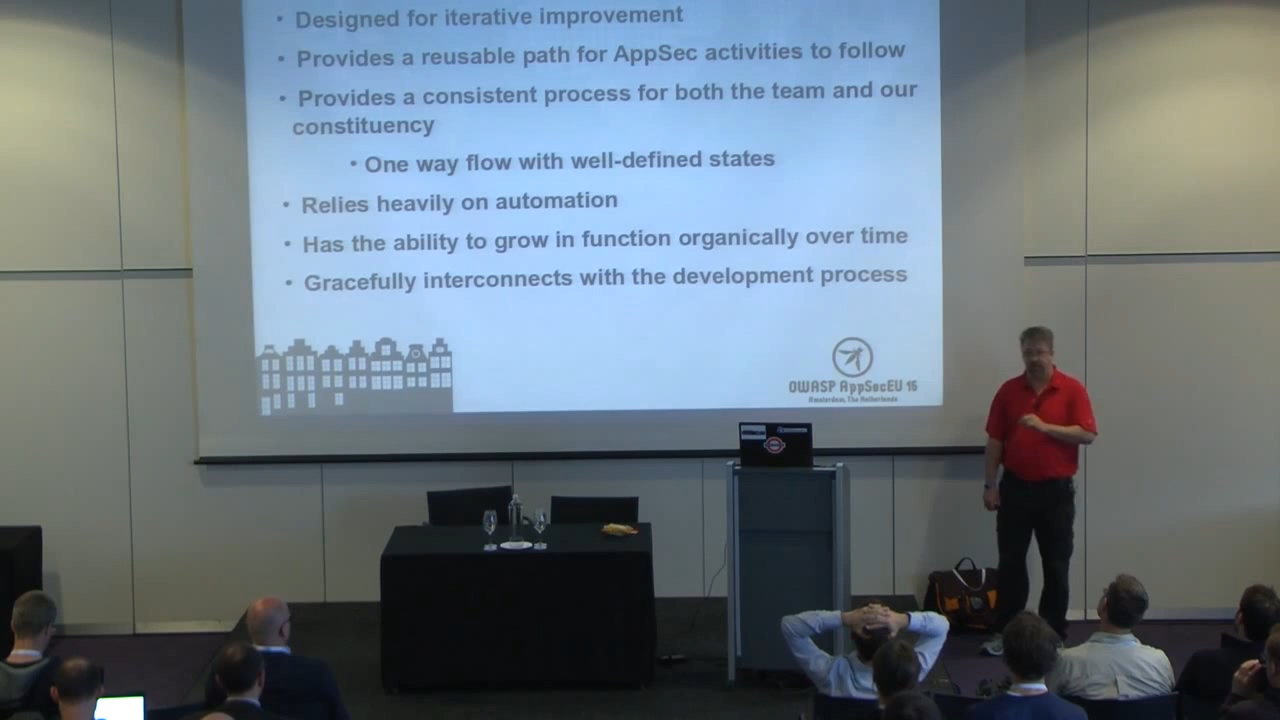 • Designed for iterative improvement
• Provides a reusable path for AppSec activities to follow
• Provides a consistent process for both the team and our
constituency
• One way flow with well-defined states
• Relies heavily on automation
• Has the ability to grow in function organically over time
• Gracefully interconnects with the development process
OWASP AppSecEU 15
Amsterdam, The Netherlands